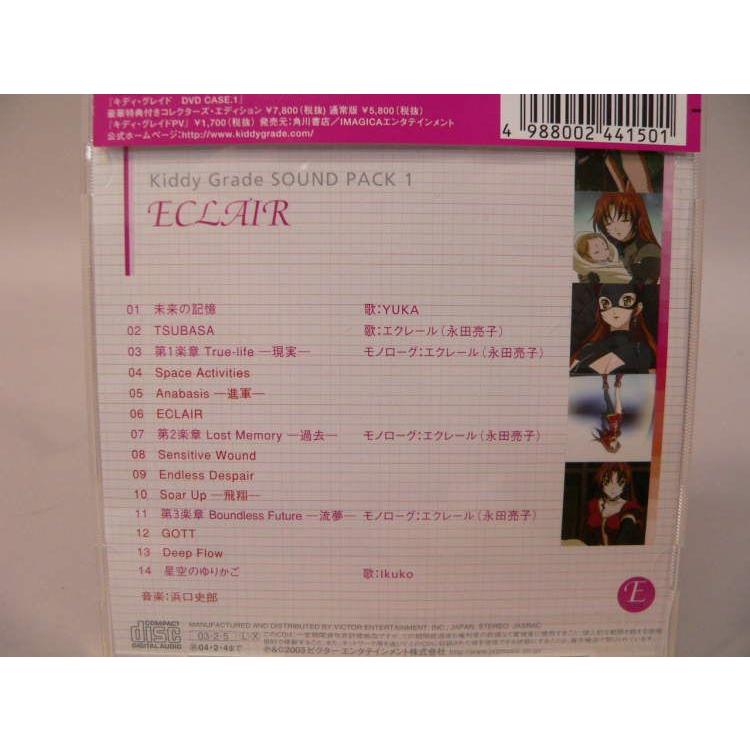 『キディ・グレイド DVD CASE.1』
豪華特典付きコレクターズ・エディション ¥7,800(税抜) 通常版 ¥5,800(税抜)
『キディ・グレイドPV』 ¥1,700(税抜) 発売元:角川書店/IMAGICAエンタテインメント
公式ホームページ:http://www.kiddygrade.com/
4 988002 441501
Kiddy Grade SOUND PACK 1
ECLAIR
01 未来の記憶 歌:YUKA
02 TSUBASA 歌:エクレール(永田亮子)
03 第1楽章 True-life ―現実― モノローグ:エクレール(永田亮子)
04 Space Activities
05 Anabasis ―進軍―
06 ECLAIR
07 第2楽章 Lost Memory ―過去― モノローグ:エクレール(永田亮子)
08 Sensitive Wound
09 Endless Despair
10 Soar Up ―飛翔―
11 第3楽章 Boundless Future ―流夢― モノローグ:エクレール(永田亮子)
12 GOTT
13 Deep Flow
14 星空のゆりかご 歌:Ikuko
音楽:浜口史郎
E
COMPACT disc DIGITAL AUDIO
MANUFACTURED AND DISTRIBUTED BY VICTOR ENTERTAINMENT, INC., JAPAN. STEREO JASRAC
03・2・5 L X
04・2・4まで
℗&©2003 ビクターエンタテインメント株式会社